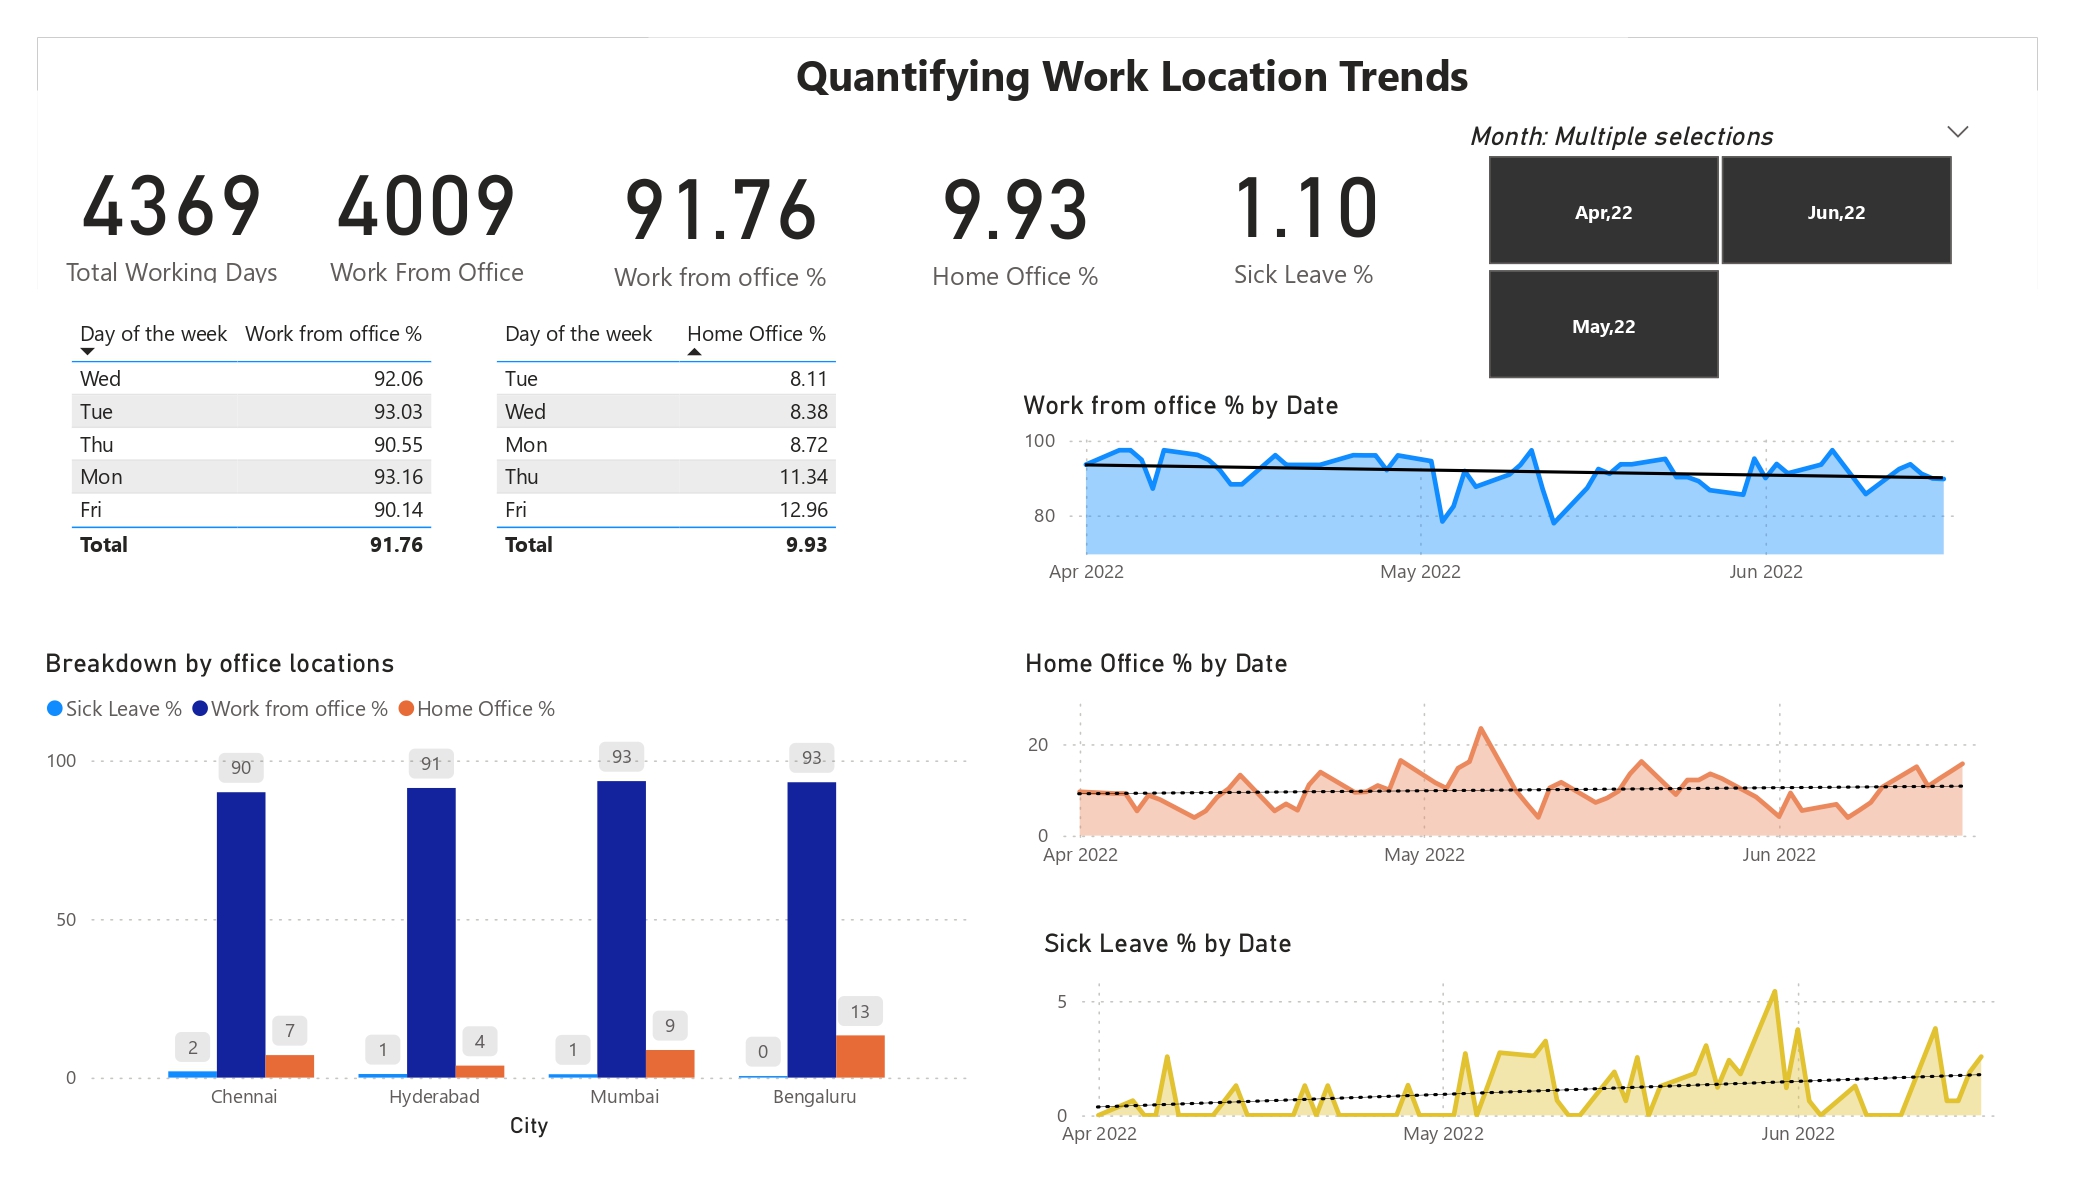 Quantifying Work Location Trends
Month: Multiple selections
4369
Total Working Days
4009
Work From Office
91.76
Work from office %
9.93
Home Office %
1.10
Sick Leave %
Apr,22
Jun,22
May,22
Day of the week Work from office %
Wed 92.06
Tue 93.03
Thu 90.55
Mon 93.16
Fri 90.14
Total 91.76
Day of the week Home Office %
Tue 8.11
Wed 8.38
Mon 8.72
Thu 11.34
Fri 12.96
Total 9.93
Work from office % by Date
100
80
Apr 2022 May 2022 Jun 2022
Breakdown by office locations
Sick Leave % Work from office % Home Office %
100
50
0
90 91 93 93
2 7 1 4 1 9 0 13
Chennai Hyderabad Mumbai Bengaluru
City
Home Office % by Date
20
0
Apr 2022 May 2022 Jun 2022
Sick Leave % by Date
5
0
Apr 2022 May 2022 Jun 2022